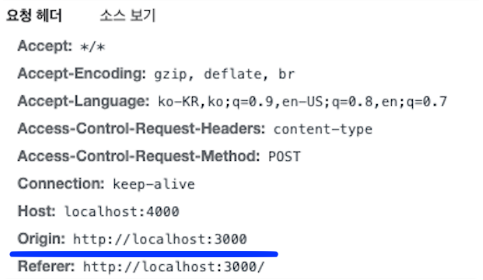 요청 헤더 소스 보기
Accept: */*
Accept-Encoding: gzip, deflate, br
Accept-Language: ko-KR,ko;q=0.9,en-US;q=0.8,en;q=0.7
Access-Control-Request-Headers: content-type
Access-Control-Request-Method: POST
Connection: keep-alive
Host: localhost:4000
Origin: http://localhost:3000
Referer: http://localhost:3000/